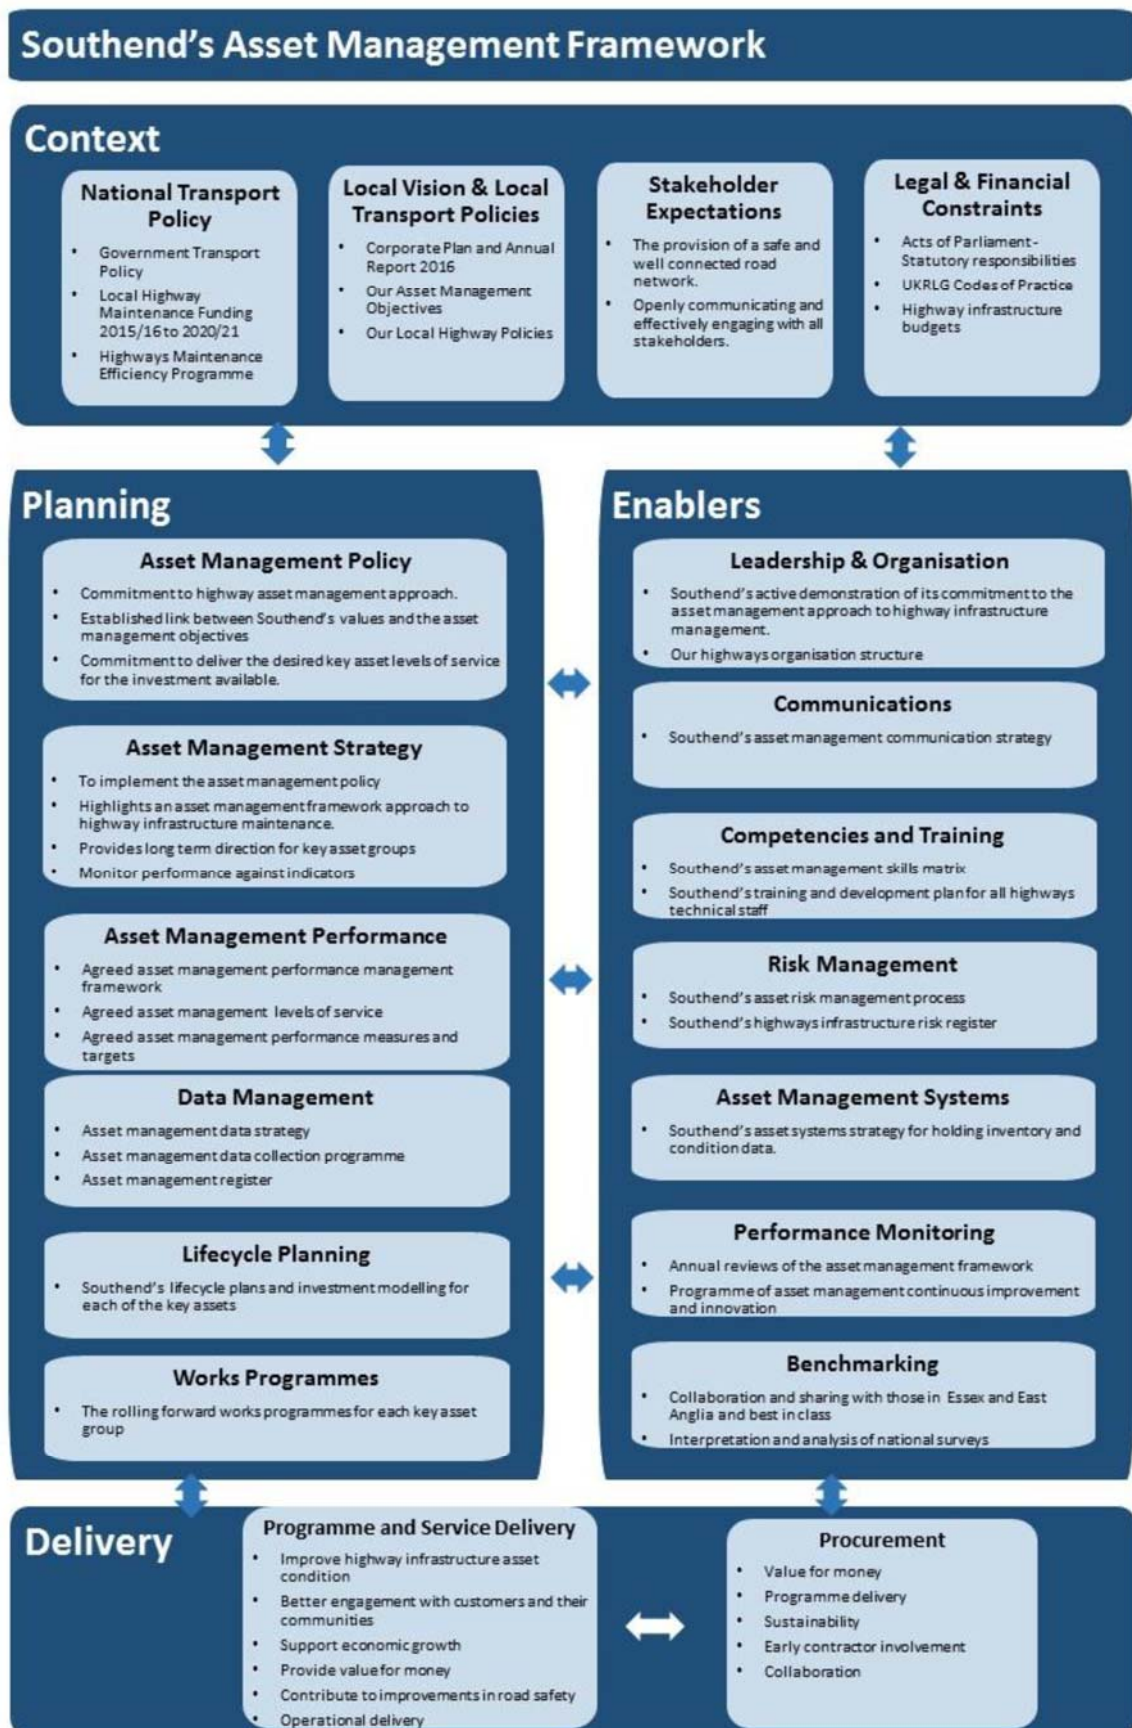 Southend's Asset Management Framework
Context
National Transport
Policy
• Government Transport
Policy
• Local Highway
Maintenance Funding
2015/16 to 2020/21
• Highways Maintenance
Efficiency Programme
Local Vision & Local
Transport Policies
• Corporate Plan and Annual
Report 2016
• Our Asset Management
Objectives
• Our Local Highway Policies
Stakeholder
Expectations
• The provision of a safe and
well connected road
network.
• Openly communicating and
effectively engaging with all
stakeholders.
Legal & Financial
Constraints
• Acts of Parliament-
Statutory responsibilities
• UKRLG Codes of Practice
• Highway infrastructure
budgets
Planning
Asset Management Policy
• Commitment to highway asset management approach.
• Established link between Southend's values and the asset
management objectives
• Commitment to deliver the desired key asset levels of service
for the investment available.
Asset Management Strategy
• To implement the asset management policy
• Highlights an asset management framework approach to
highway infrastructure maintenance.
• Provides long term direction for key asset groups
• Monitor performance against indicators
Asset Management Performance
• Agreed asset management performance management
framework
• Agreed asset management levels of service
• Agreed asset management performance measures and
targets
Data Management
• Asset management data strategy
• Asset management data collection programme
• Asset management register
Lifecycle Planning
• Southend's lifecycle plans and investment modelling for
each of the key assets
Works Programmes
• The rolling forward works programmes for each key asset
group
Enablers
Leadership & Organisation
• Southend's active demonstration of its commitment to the
asset management approach to highway infrastructure
management.
• Our highways organisation structure
Communications
• Southend's asset management communication strategy
Competencies and Training
• Southend's asset management skills matrix
• Southend's training and development plan for all highways
technical staff
Risk Management
• Southend's asset risk management process
• Southend's highways infrastructure risk register
Asset Management Systems
• Southend's asset systems strategy for holding inventory and
condition data.
Performance Monitoring
• Annual reviews of the asset management framework
• Programme of asset management continuous improvement
and innovation
Benchmarking
• Collaboration and sharing with those in Essex and East
Anglia and best in class
• Interpretation and analysis of national surveys
Delivery
Programme and Service Delivery
• Improve highway infrastructure asset
condition
• Better engagement with customers and their
communities
• Support economic growth
• Provide value for money
• Contribute to improvements in road safety
• Operational delivery
Procurement
• Value for money
• Programme delivery
• Sustainability
• Early contractor involvement
• Collaboration